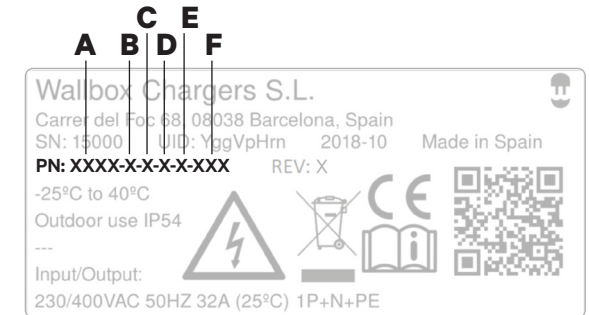 C E
A B D F
Wallbox Chargers S.L.
Carrer del Foc 68, 08038 Barcelona, Spain
SN: 15000 UID: YggVpHrn 2018-10 Made in Spain
PN: XXXX-X-X-X-X-XXX REV: X
-25ºC to 40ºC
Outdoor use IP54
---
Input/Output:
230/400VAC 50HZ 32A (25ºC) 1P+N+PE
CE
i